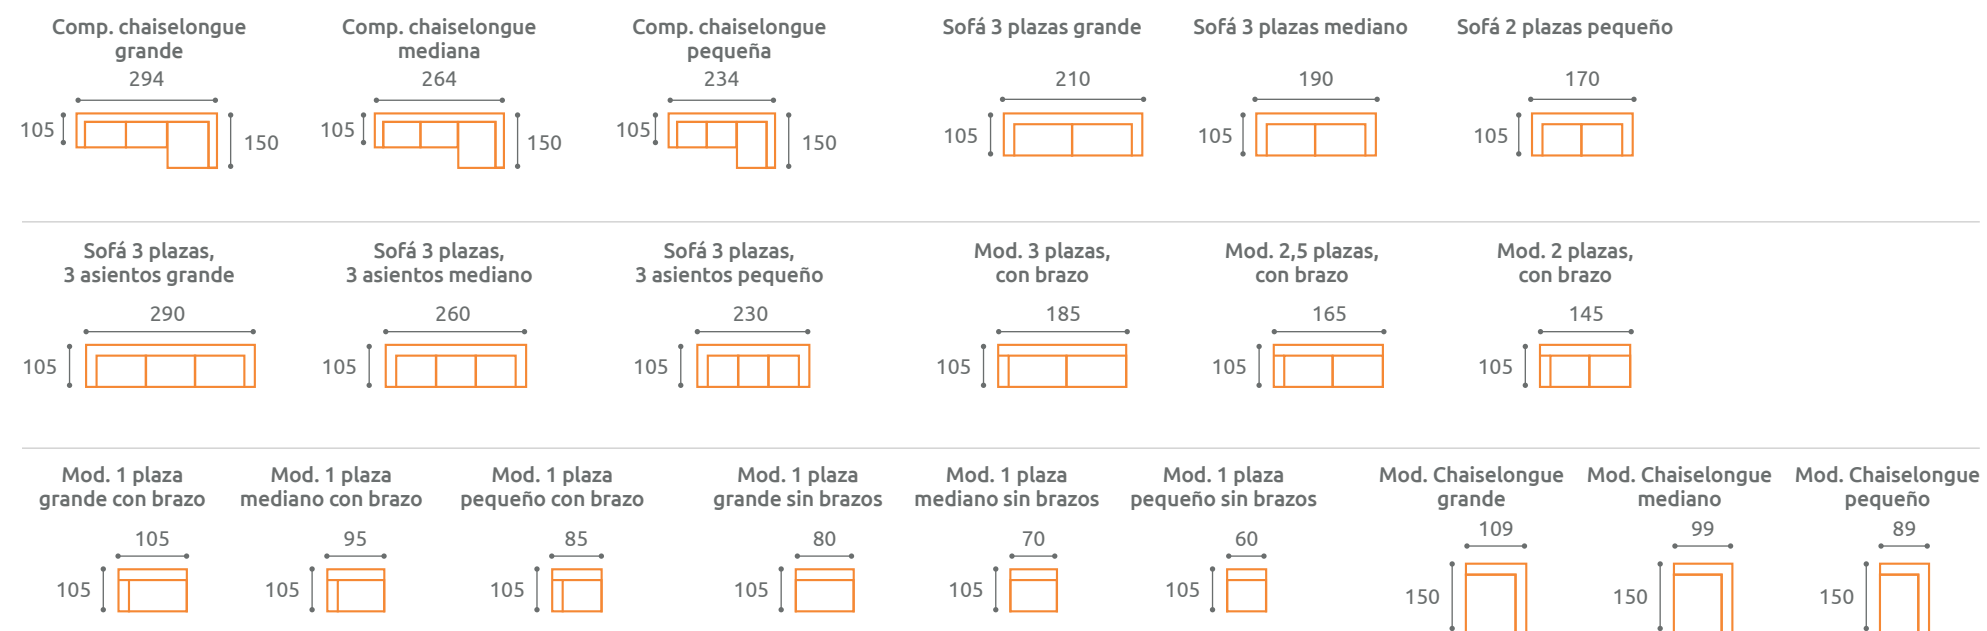 Comp. chaiselongue
grande
294
105
150
Comp. chaiselongue
mediana
264
105
150
Comp. chaiselongue
pequeña
234
105
150
Sofá 3 plazas grande
210
105
Sofá 3 plazas mediano
190
105
Sofá 2 plazas pequeño
170
105
Sofá 3 plazas,
3 asientos grande
290
105
Sofá 3 plazas,
3 asientos mediano
260
105
Sofá 3 plazas,
3 asientos pequeño
230
105
Mod. 3 plazas,
con brazo
185
105
Mod. 2,5 plazas,
con brazo
165
105
Mod. 2 plazas,
con brazo
145
105
Mod. 1 plaza
grande con brazo
105
105
Mod. 1 plaza
mediano con brazo
95
105
Mod. 1 plaza
pequeño con brazo
85
105
Mod. 1 plaza
grande sin brazos
80
105
Mod. 1 plaza
mediano sin brazos
70
105
Mod. 1 plaza
pequeño sin brazos
60
105
Mod. Chaiselongue
grande
109
150
Mod. Chaiselongue
mediano
99
150
Mod. Chaiselongue
pequeño
89
150